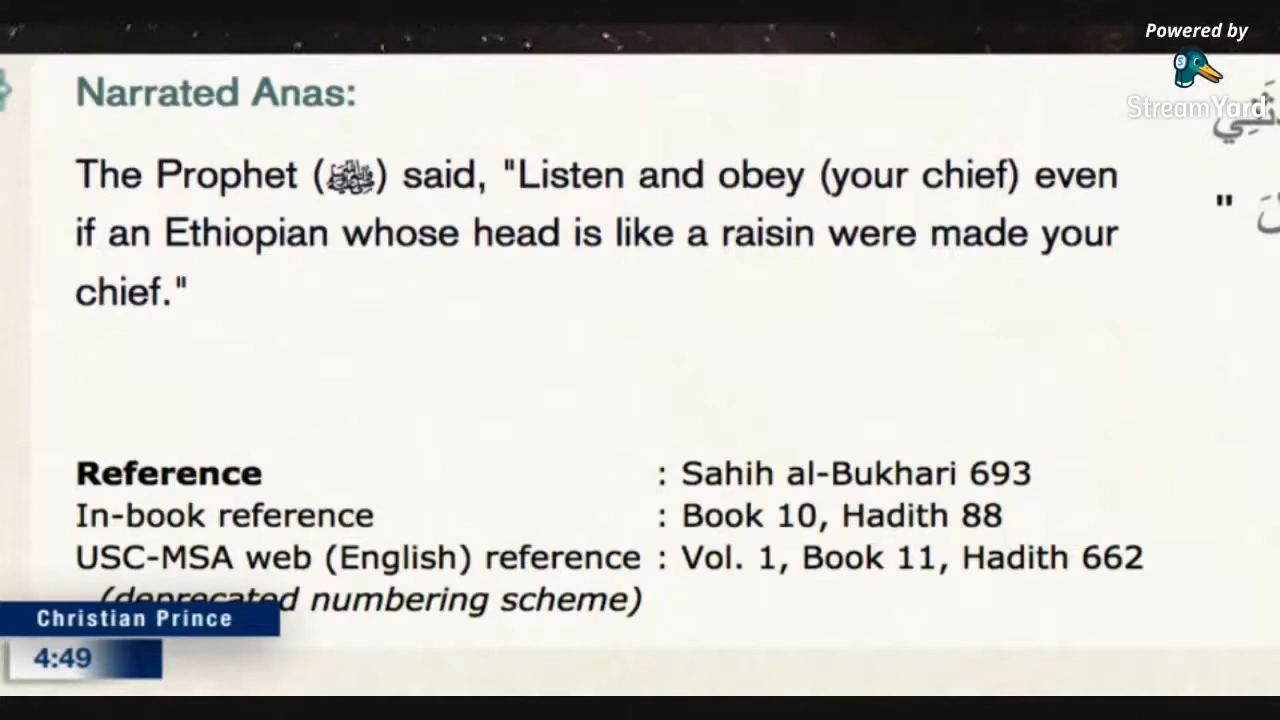 Powered by
StreamYard
Narrated Anas:
The Prophet (ﷺ) said, "Listen and obey (your chief) even
if an Ethiopian whose head is like a raisin were made your
chief."
Reference : Sahih al-Bukhari 693
In-book reference : Book 10, Hadith 88
USC-MSA web (English) reference : Vol. 1, Book 11, Hadith 662
(deprecated numbering scheme)
Christian Prince
4:49